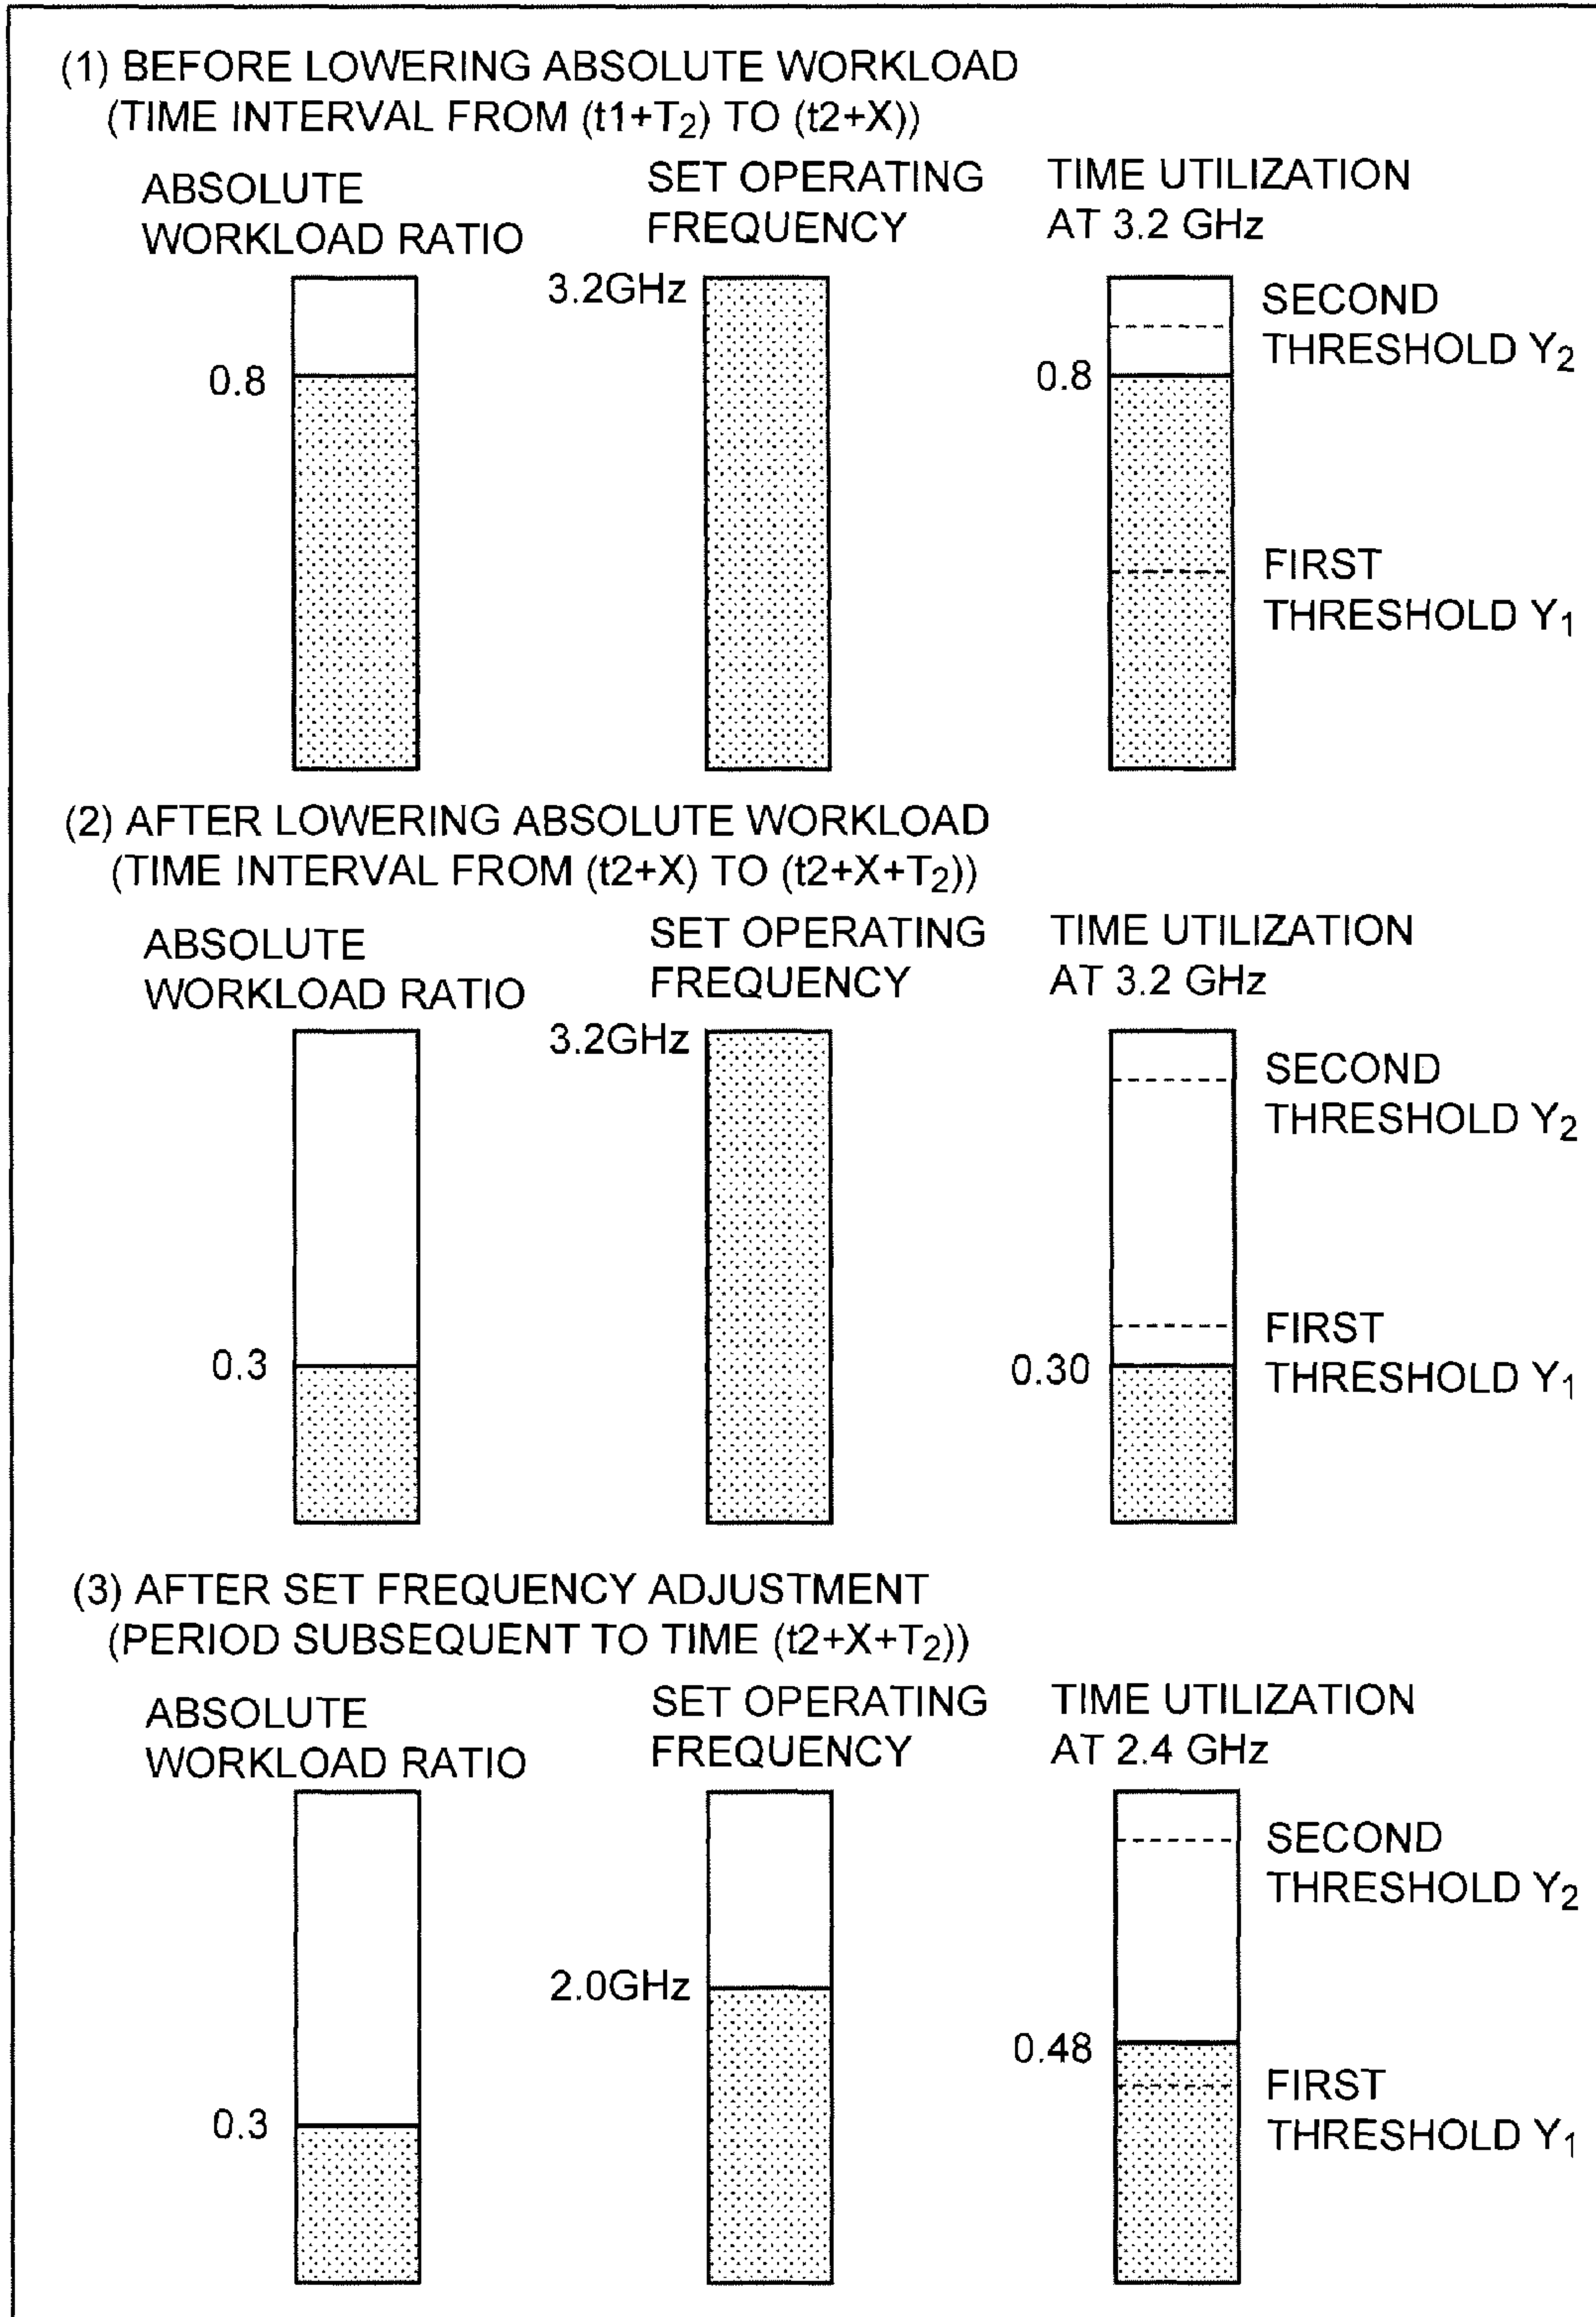 (1) BEFORE LOWERING ABSOLUTE WORKLOAD
(TIME INTERVAL FROM (t1+T₂) TO (t2+X))
ABSOLUTE
WORKLOAD RATIO
SET OPERATING
FREQUENCY
TIME UTILIZATION
AT 3.2 GHz
3.2GHz
SECOND
THRESHOLD Y₂
0.8
0.8
FIRST
THRESHOLD Y₁
(2) AFTER LOWERING ABSOLUTE WORKLOAD
(TIME INTERVAL FROM (t2+X) TO (t2+X+T₂))
ABSOLUTE
WORKLOAD RATIO
SET OPERATING
FREQUENCY
TIME UTILIZATION
AT 3.2 GHz
3.2GHz
SECOND
THRESHOLD Y₂
0.3
0.30
FIRST
THRESHOLD Y₁
(3) AFTER SET FREQUENCY ADJUSTMENT
(PERIOD SUBSEQUENT TO TIME (t2+X+T₂))
ABSOLUTE
WORKLOAD RATIO
SET OPERATING
FREQUENCY
TIME UTILIZATION
AT 2.4 GHz
SECOND
THRESHOLD Y₂
2.0GHz
0.48
0.3
FIRST
THRESHOLD Y₁